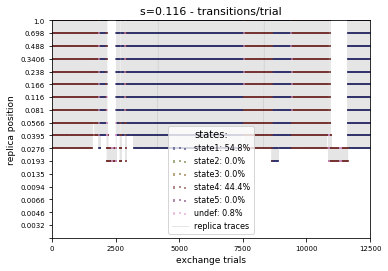 s=0.116 - transitions/trial
1.0
0.698
0.488
0.3406
0.238
0.166
0.116
0.081
0.0566
0.0395
0.0276
0.0193
0.0135
0.0094
0.0066
0.0046
0.0032
replica position
states:
state1: 54.8%
state2: 0.0%
state3: 0.0%
state4: 44.4%
state5: 0.0%
undef: 0.8%
replica traces
0 2500 5000 7500 10000 12500
exchange trials